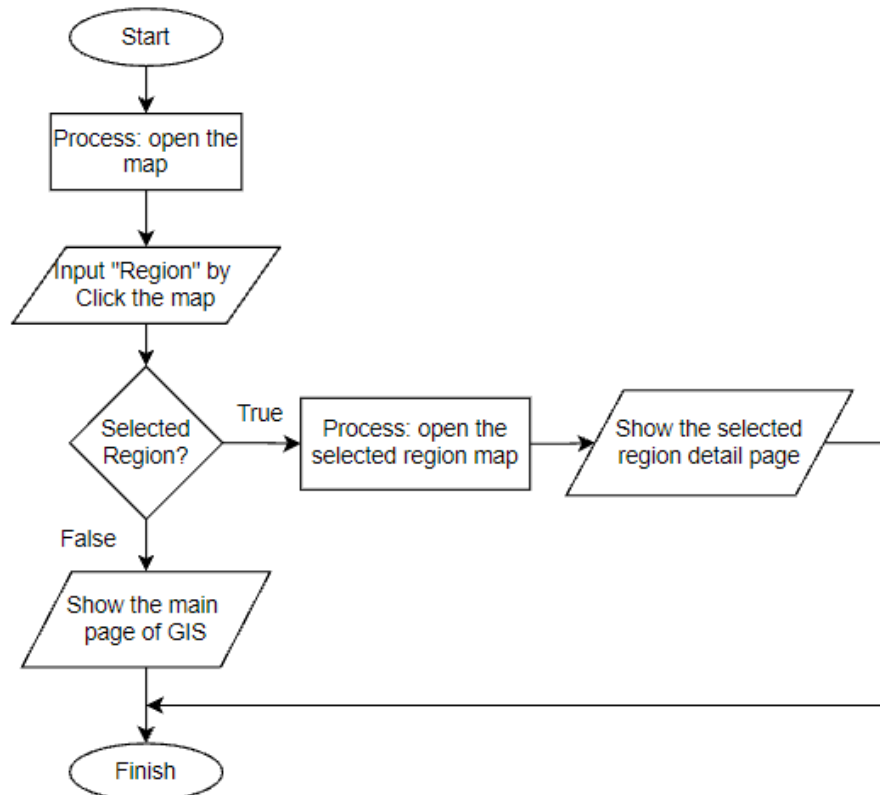 Start
Process: open the
map
Input "Region" by
Click the map
Selected
Region?
True
Process: open the
selected region map
Show the selected
region detail page
False
Show the main
page of GIS
Finish